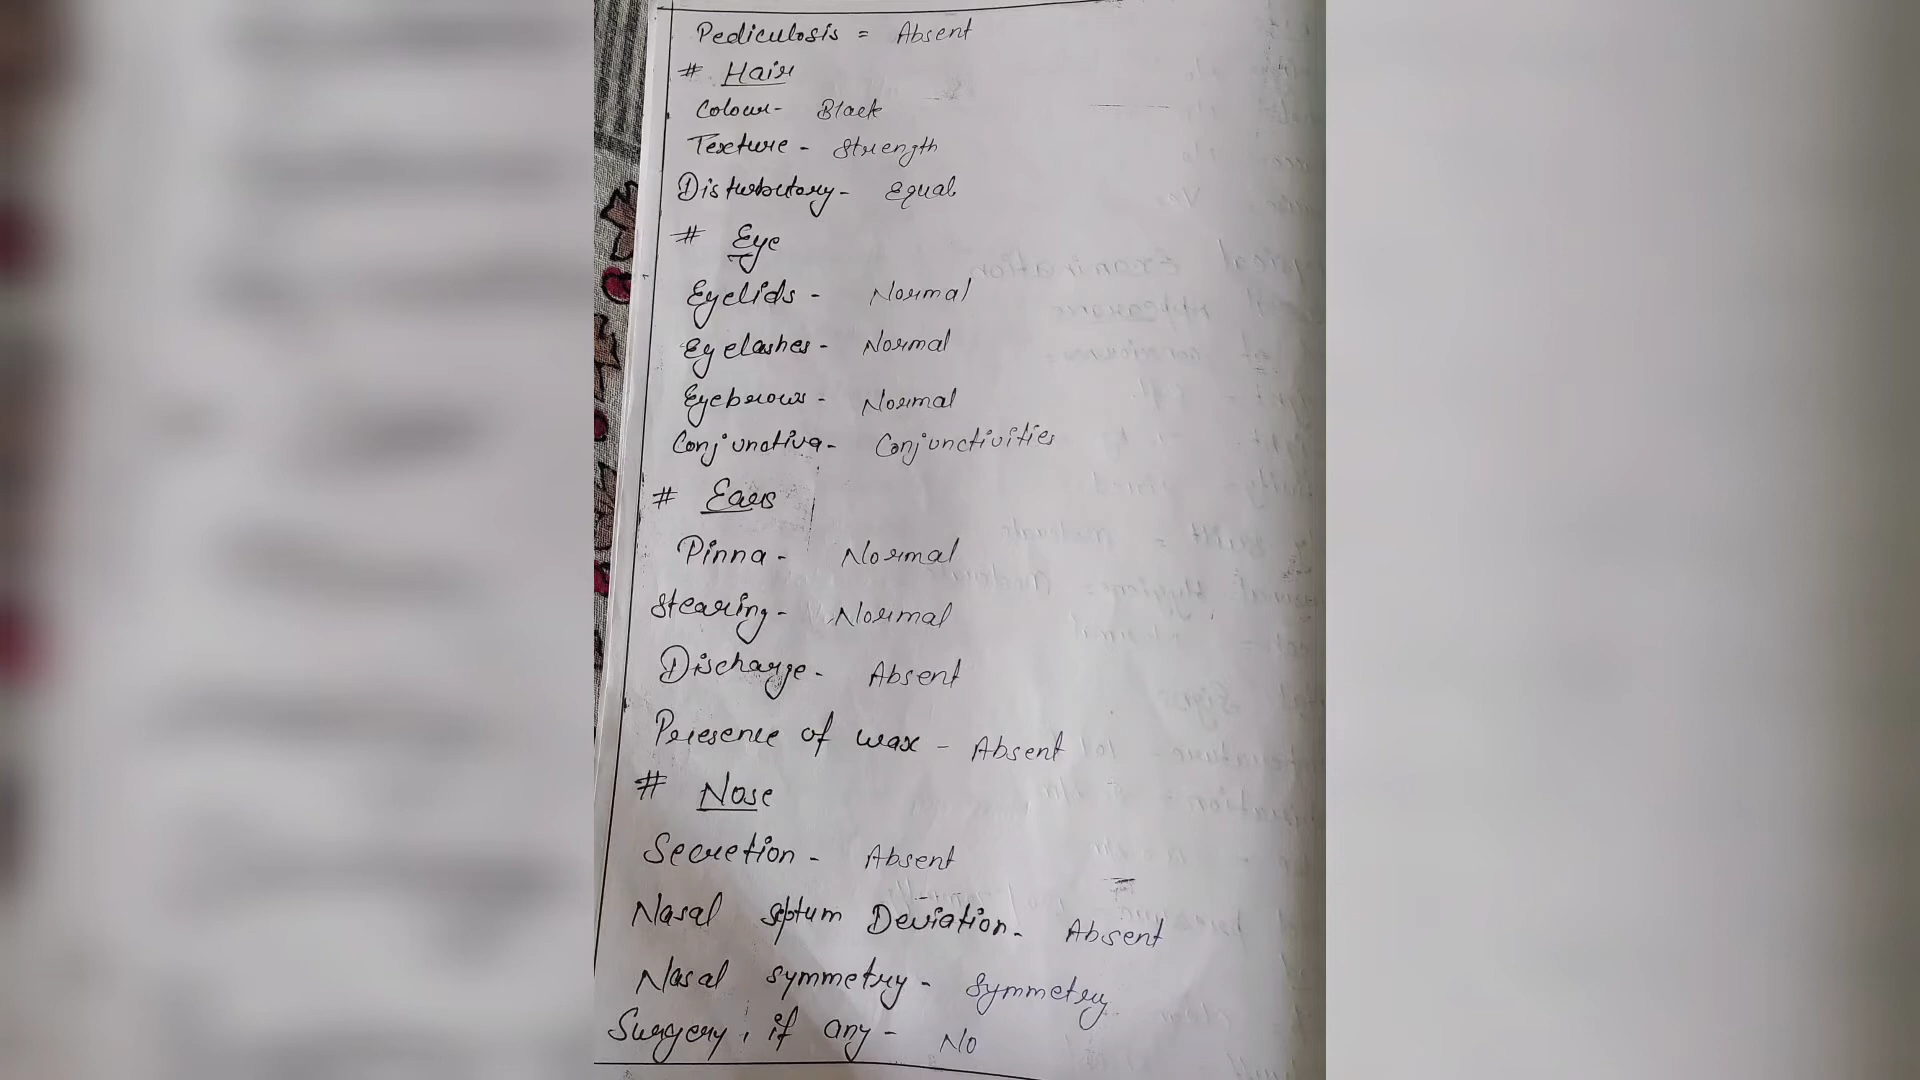 Pediculosis = Absent
# Hair
Colour- Black
Texture - Strength
Disturbutory- Equal
# Eye
Eyelids - Normal
Eyelashes - Normal
Eyebrows - Normal
Conjunativa- Conjunctivities
# Ears
Pinna- Normal
Stearing- Normal
Discharge- Absent
Presence of wax - Absent
# Nose
Secretion - Absent
Nasal septum Deviation- Absent
Nasal symmetry- Symmetry
Surgery, if any- No